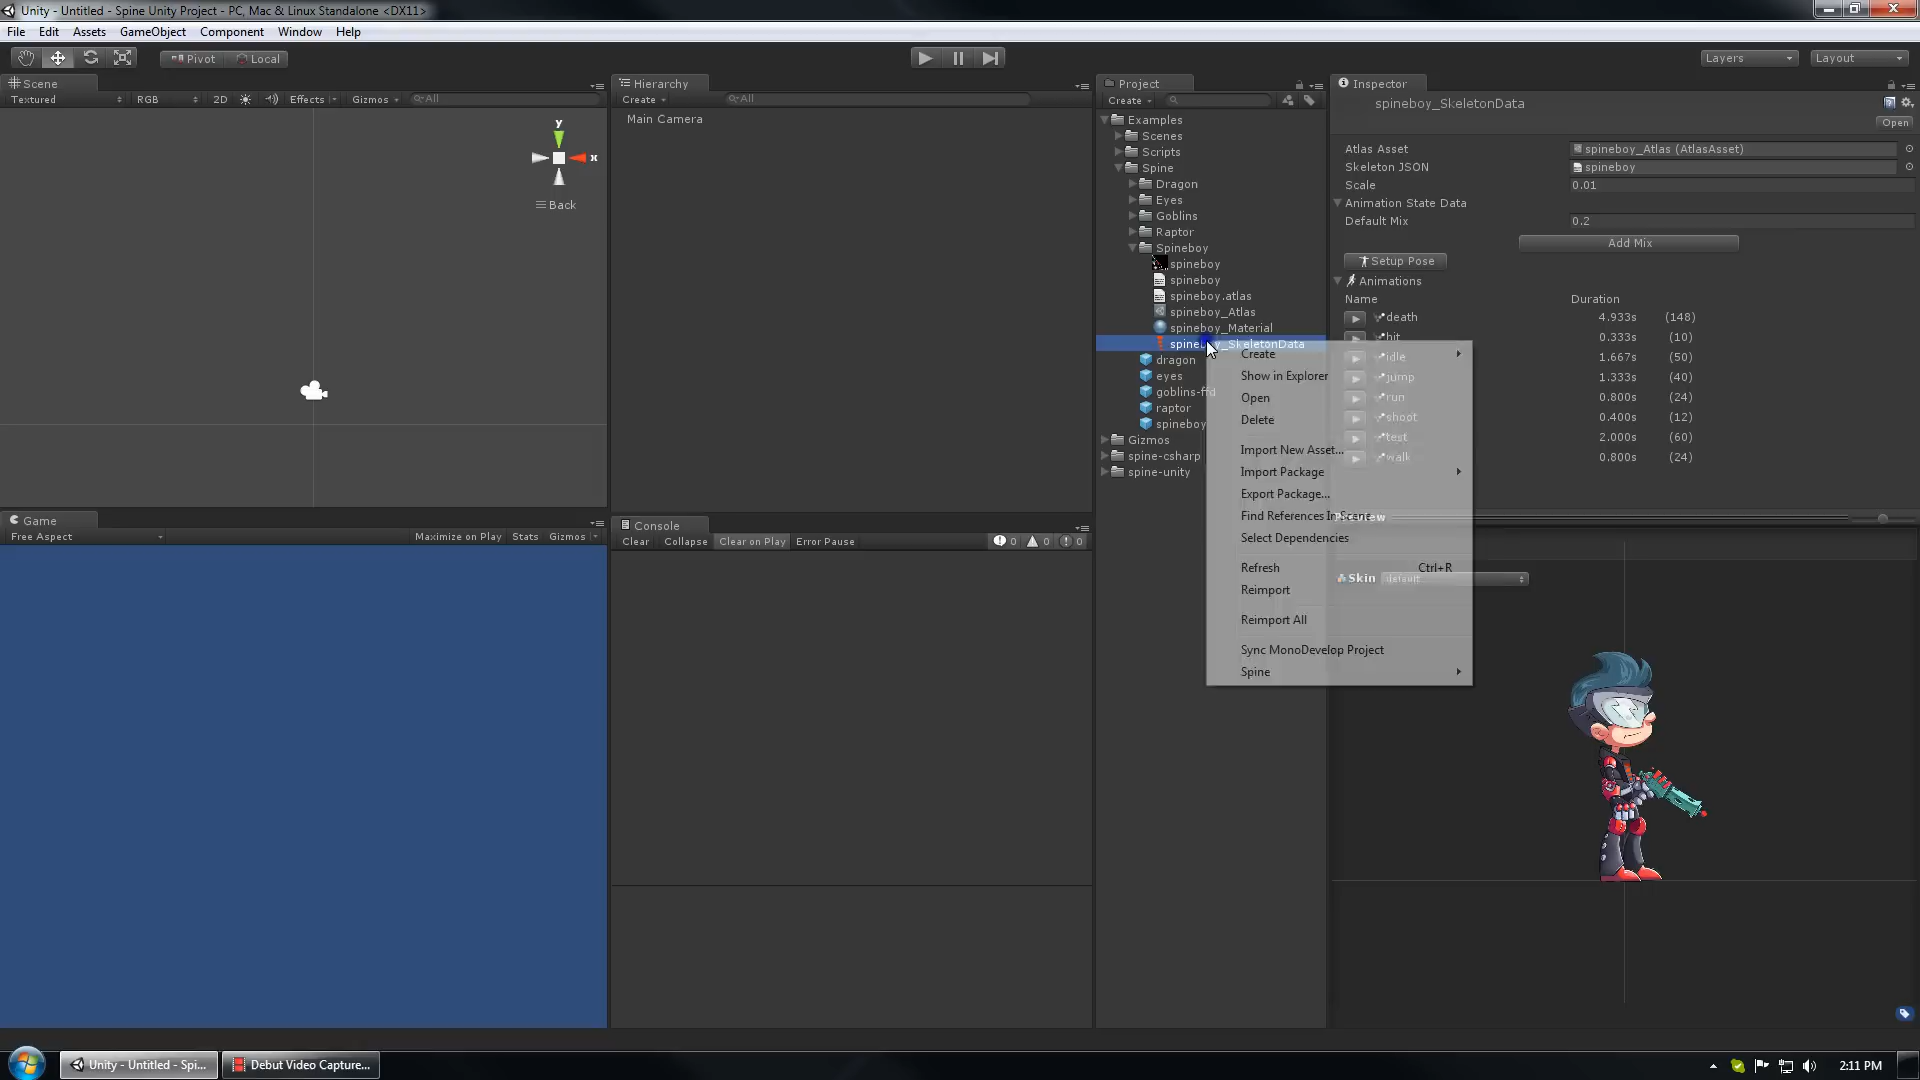 Unity - Untitled - Spine Unity Project - PC, Mac & Linux Standalone <DX11>
File Edit Assets GameObject Component Window Help
Pivot Local Layers Layout
Scene
Textured RGB 2D Effects Gizmos All
y
x
Back
Game
Free Aspect Maximize on Play Stats Gizmos
Hierarchy
Create All
Main Camera
Console
Clear Collapse Clear on Play Error Pause 0 0 0
Project
Create
Examples
Scenes
Scripts
Spine
Dragon
Eyes
Goblins
Raptor
Spineboy
spineboy
spineboy
spineboy.atlas
spineboy_Atlas
spineboy_Material
spineboy_SkeletonData
dragon
eyes
goblins-ffd
raptor
spineboy
Gizmos
spine-csharp
spine-unity
Create
Show in Explorer
Open
Delete
Import New Asset...
Import Package
Export Package...
Find References In Scene
Select Dependencies
Refresh Ctrl+R
Reimport
Reimport All
Sync MonoDevelop Project
Spine
Inspector
spineboy_SkeletonData
Open
Atlas Asset spineboy_Atlas (AtlasAsset)
Skeleton JSON spineboy
Scale 0.01
Animation State Data
Default Mix 0.2
Add Mix
Setup Pose
Animations
Name Duration
death 4.933s (148)
hit 0.333s (10)
idle 1.667s (50)
jump 1.333s (40)
run 0.800s (24)
shoot 0.400s (12)
test 2.000s (60)
walk 0.800s (24)
Preview
Skin default
Unity - Untitled - Spi... Debut Video Capture... 2:11 PM